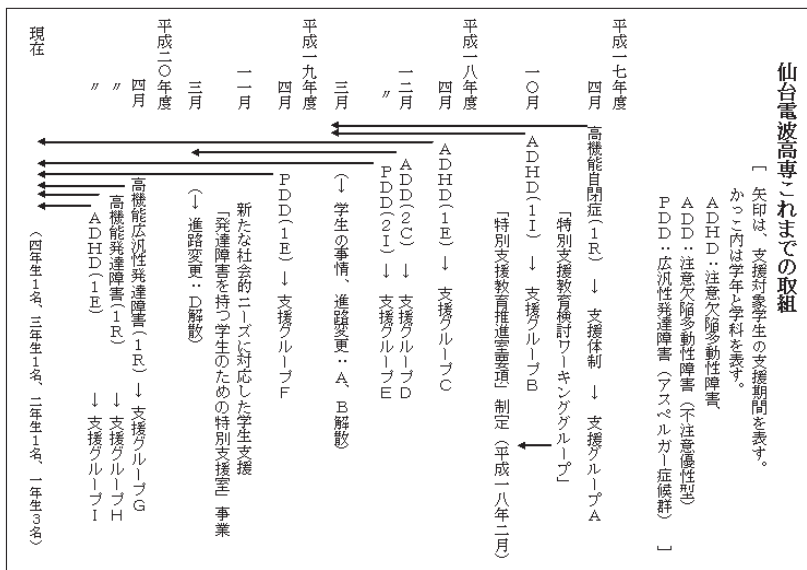 仙台電波高専これまでの取組
[ 矢印は、支援対象学生の支援期間を表す。
かっこ内は学年と学科を表す。
ADHD：注意欠陥多動性障害、
ADD：注意欠陥多動性障害（不注意優性型）
PDD：広汎性発達障害（アスペルガー症候群） ]
平成一七年度
四月 高機能自閉症（1R） → 支援体制 → 支援グループA
「特別支援教育検討ワーキンググループ」
一〇月 ADHD（1I） → 支援グループB
「特別支援教育推進室要項」制定（平成一八年二月）
平成一八年度
四月 ADHD（1E） → 支援グループC
一二月 ADD（2C） → 支援グループD
〃 PDD（2I） → 支援グループE
三月 （→ 学生の事情、進路変更：A、B解散）
平成一九年度
四月 PDD（1E） → 支援グループF
一一月 新たな社会的ニーズに対応した学生支援
「発達障害を持つ学生のための特別支援室」事業
三月 （→ 進路変更：D解散）
平成二〇年度
四月 高機能広汎性発達障害（1R） → 支援グループG
〃 高機能発達障害（1R） → 支援グループH
〃 ADHD（1E） → 支援グループI
現在 （四年生1名、三年生1名、二年生1名、一年生3名）